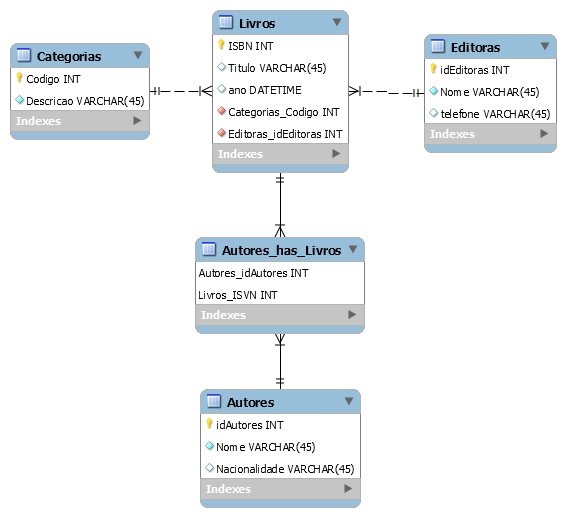 Livros
ISBN INT
Titulo VARCHAR(45)
ano DATETIME
Categorias_Codigo INT
Editoras_idEditoras INT
Indexes
Categorias
Codigo INT
Descricao VARCHAR(45)
Indexes
Editoras
idEditoras INT
Nome VARCHAR(45)
telefone VARCHAR(45)
Indexes
Autores_has_Livros
Autores_idAutores INT
Livros_ISVN INT
Indexes
Autores
idAutores INT
Nome VARCHAR(45)
Nacionalidade VARCHAR(45)
Indexes